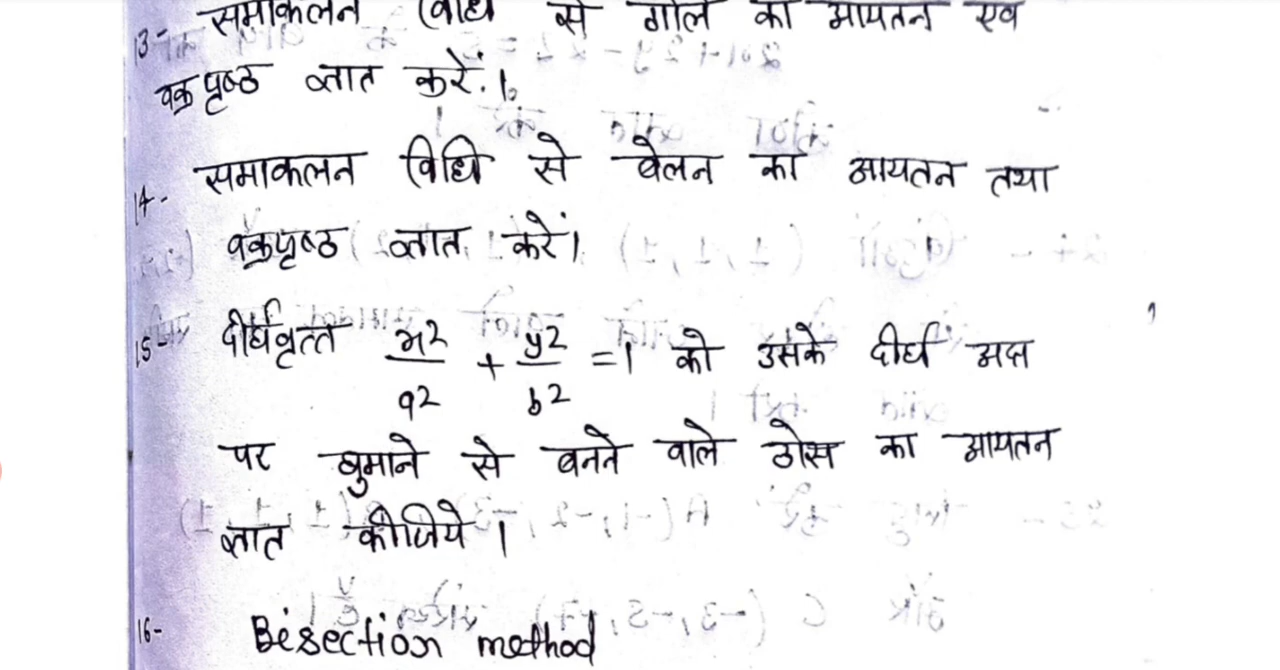 13- समाकलन विधि से गोले का आयतन एवं
वक्रपृष्ठ ज्ञात करें।
14- समाकलन विधि से बेलन का आयतन तथा
वक्रपृष्ठ ज्ञात करें।
15- दीर्घवृत्त x²/a² + y²/b² = 1 को उसके दीर्घ अक्ष
पर घुमाने से बनने वाले ठोस का आयतन
ज्ञात कीजिये।
16- Bisection method